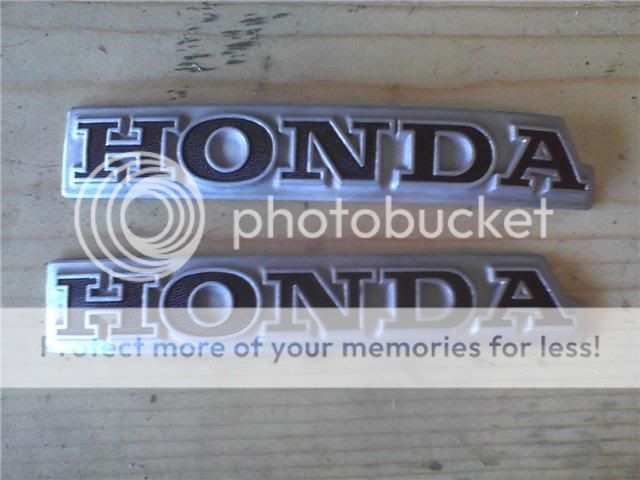 HONDA
photobucket
HONDA
Protect more of your memories for less!